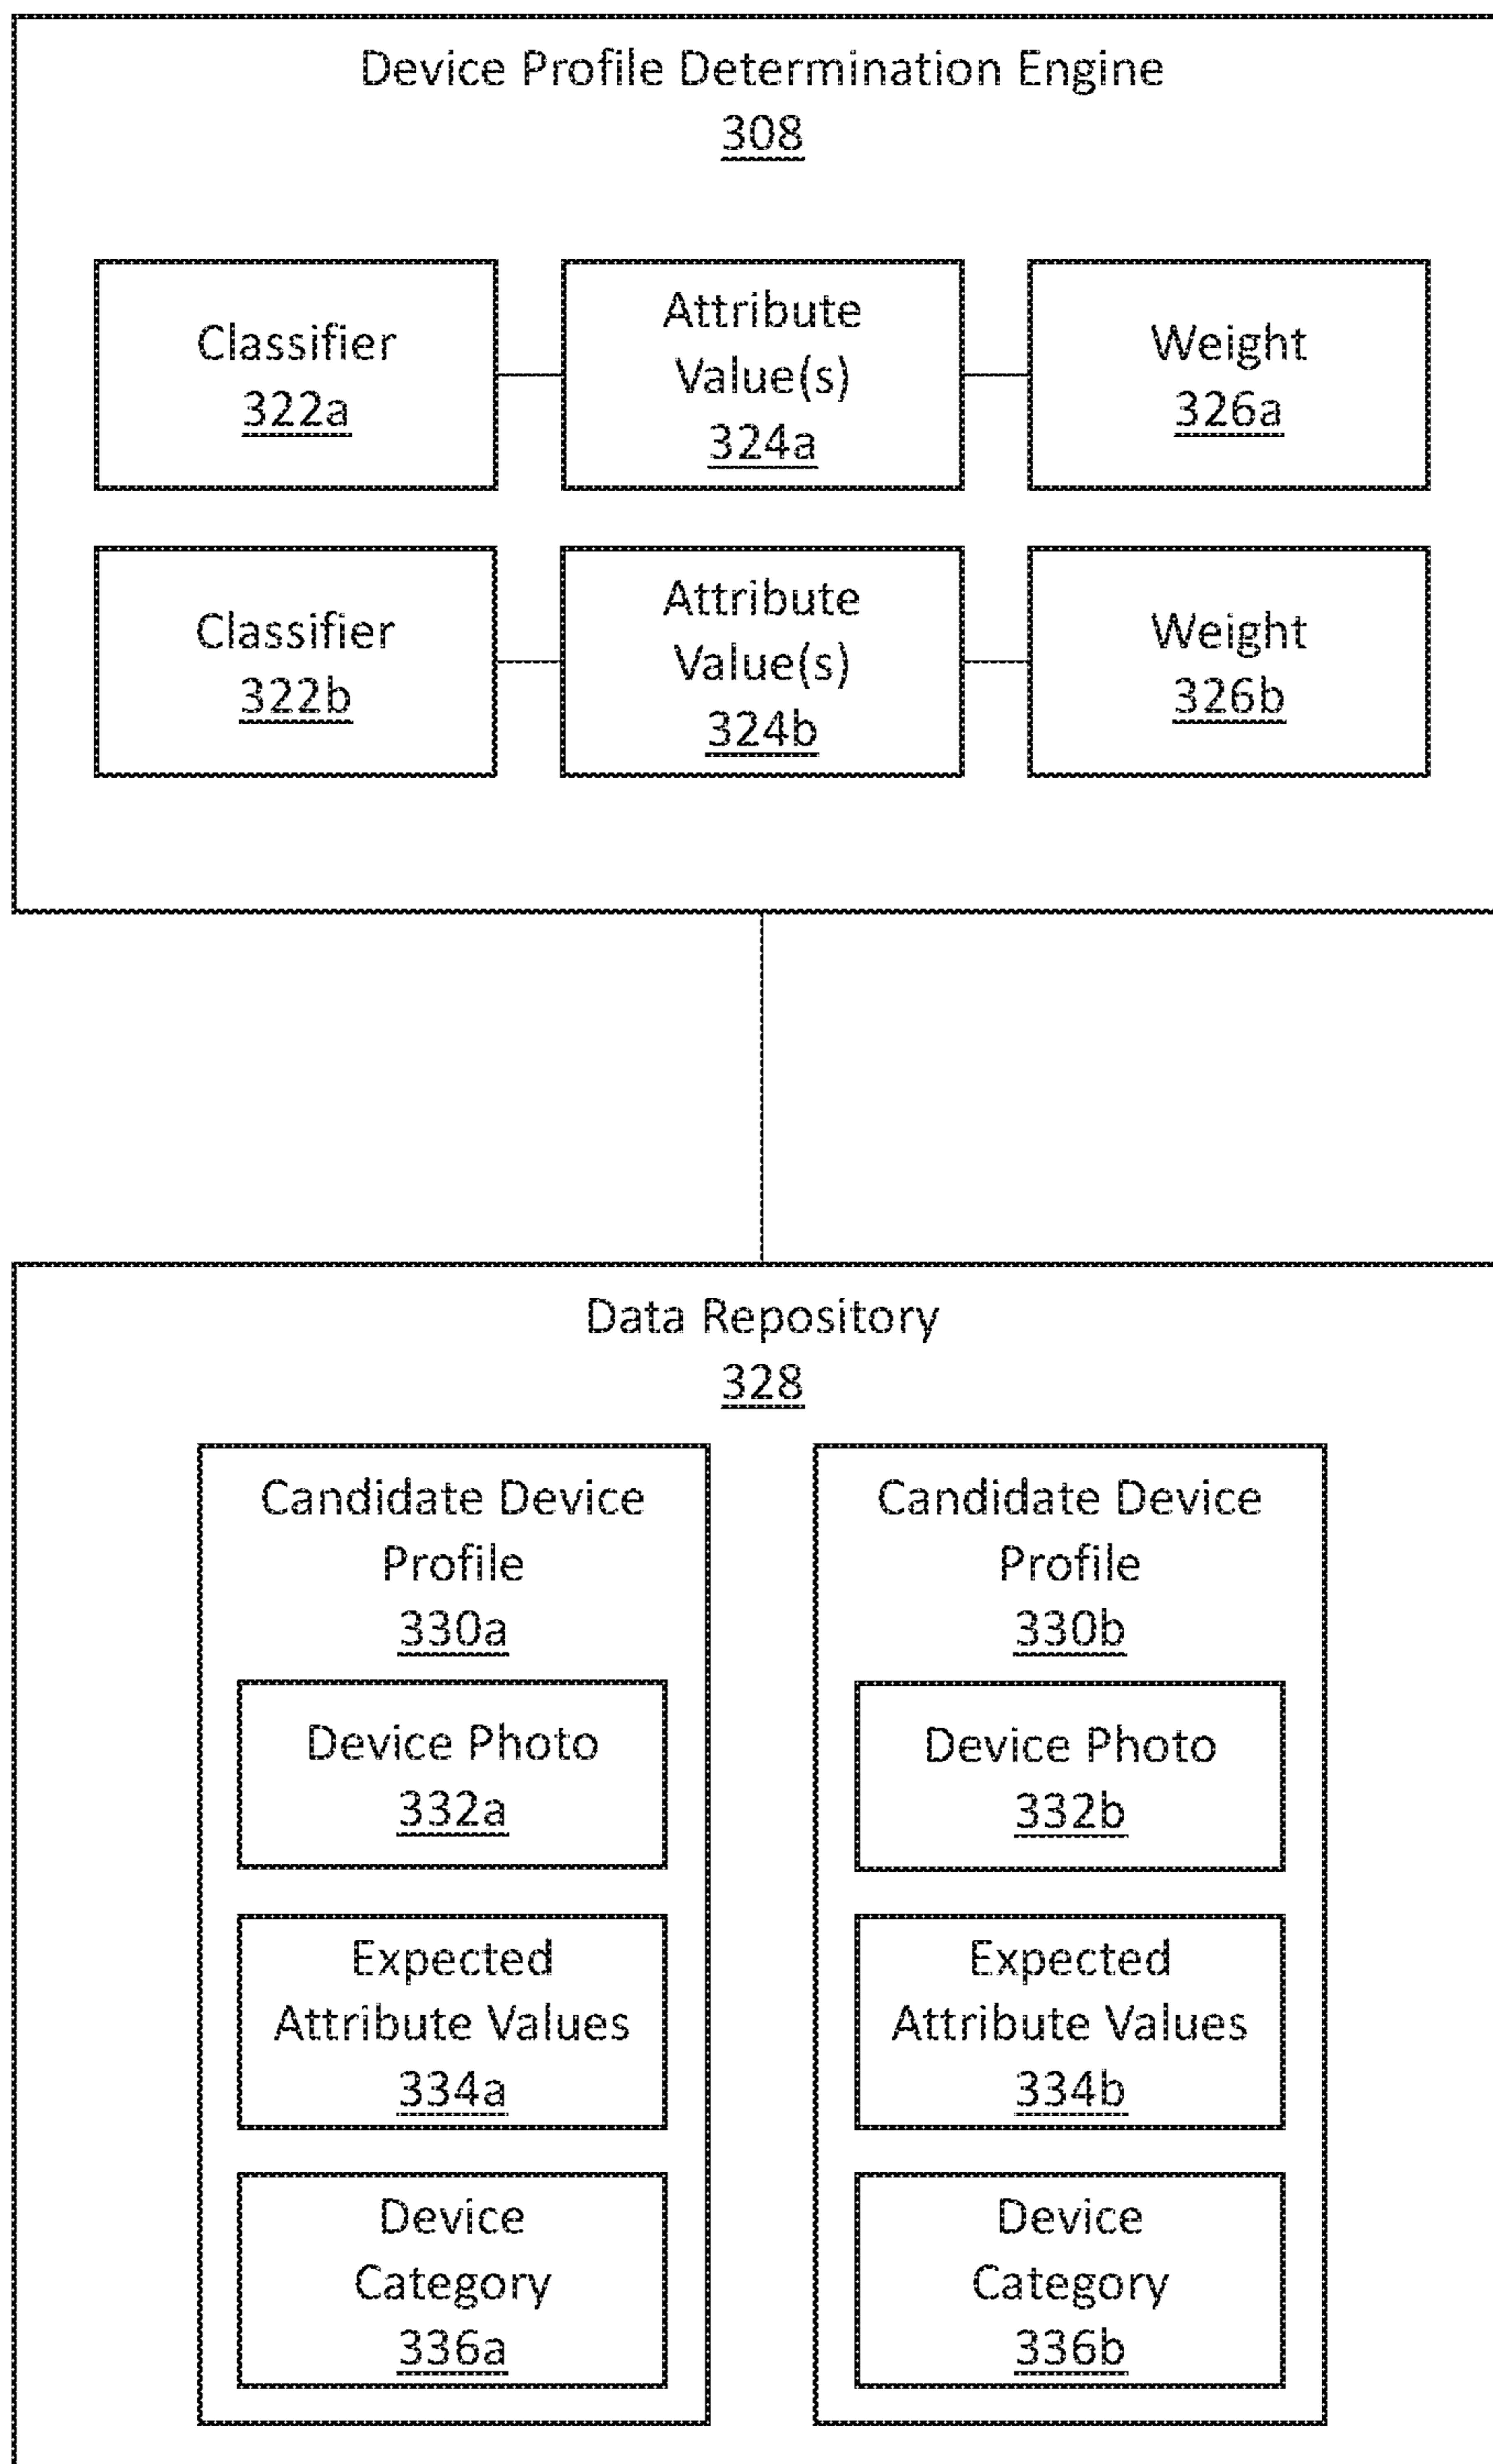 Device Profile Determination Engine
308
Classifier
322a
Attribute
Value(s)
324a
Weight
326a
Classifier
322b
Attribute
Value(s)
324b
Weight
326b
Data Repository
328
Candidate Device
Profile
330a
Device Photo
332a
Expected
Attribute Values
334a
Device
Category
336a
Candidate Device
Profile
330b
Device Photo
332b
Expected
Attribute Values
334b
Device
Category
336b